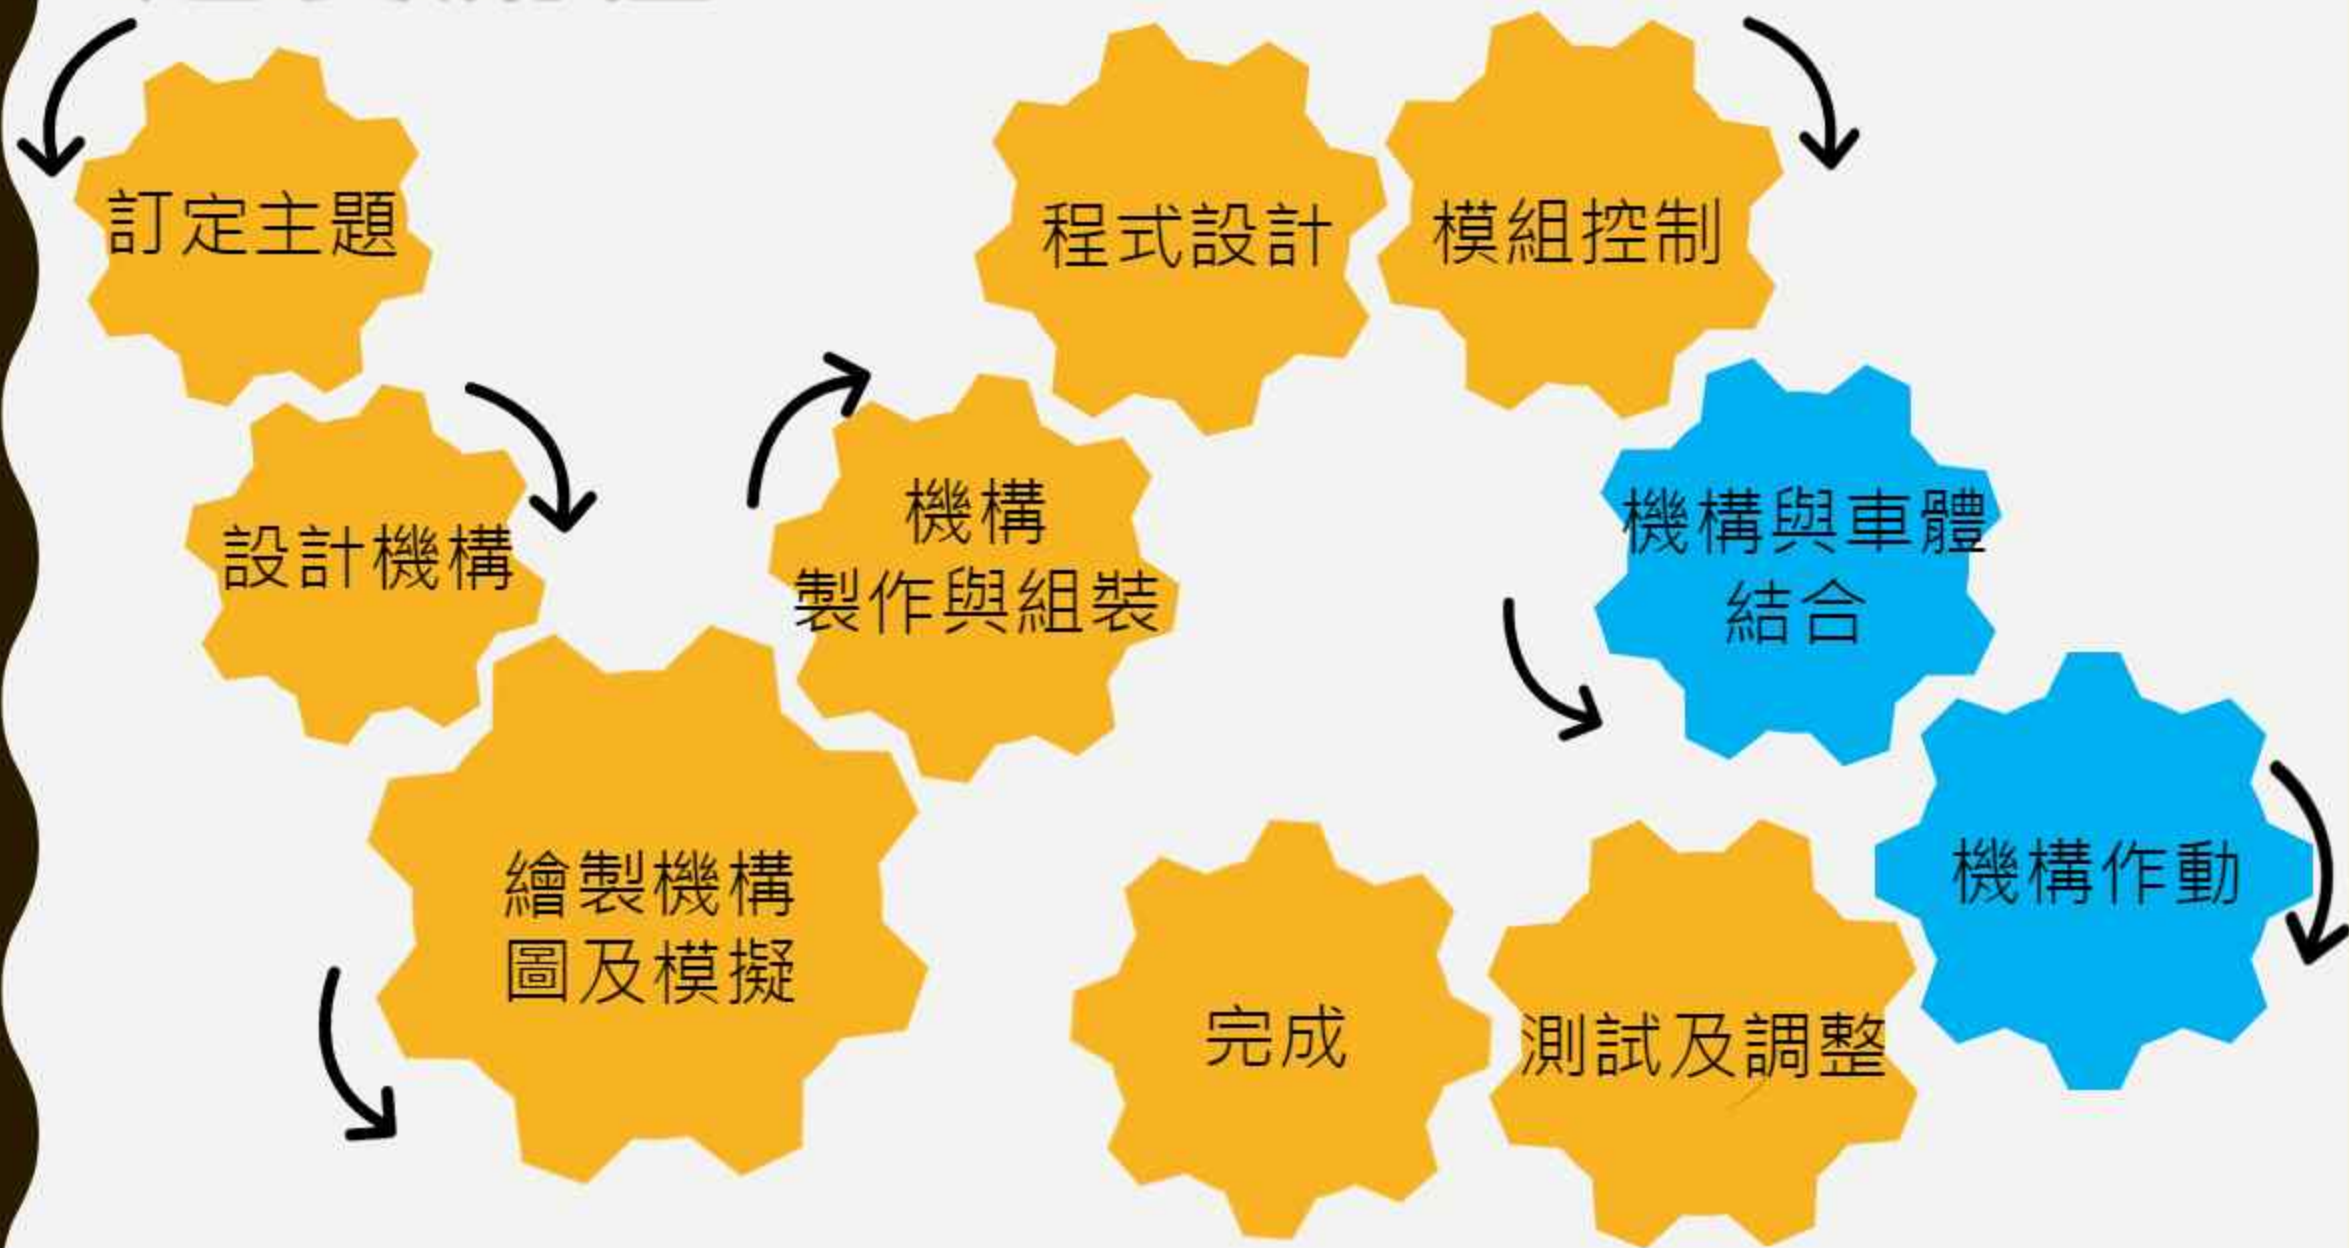 訂定主題
設計機構
繪製機構
圖及模擬
機構
製作與組裝
程式設計
模組控制
機構與車體
結合
機構作動
測試及調整
完成